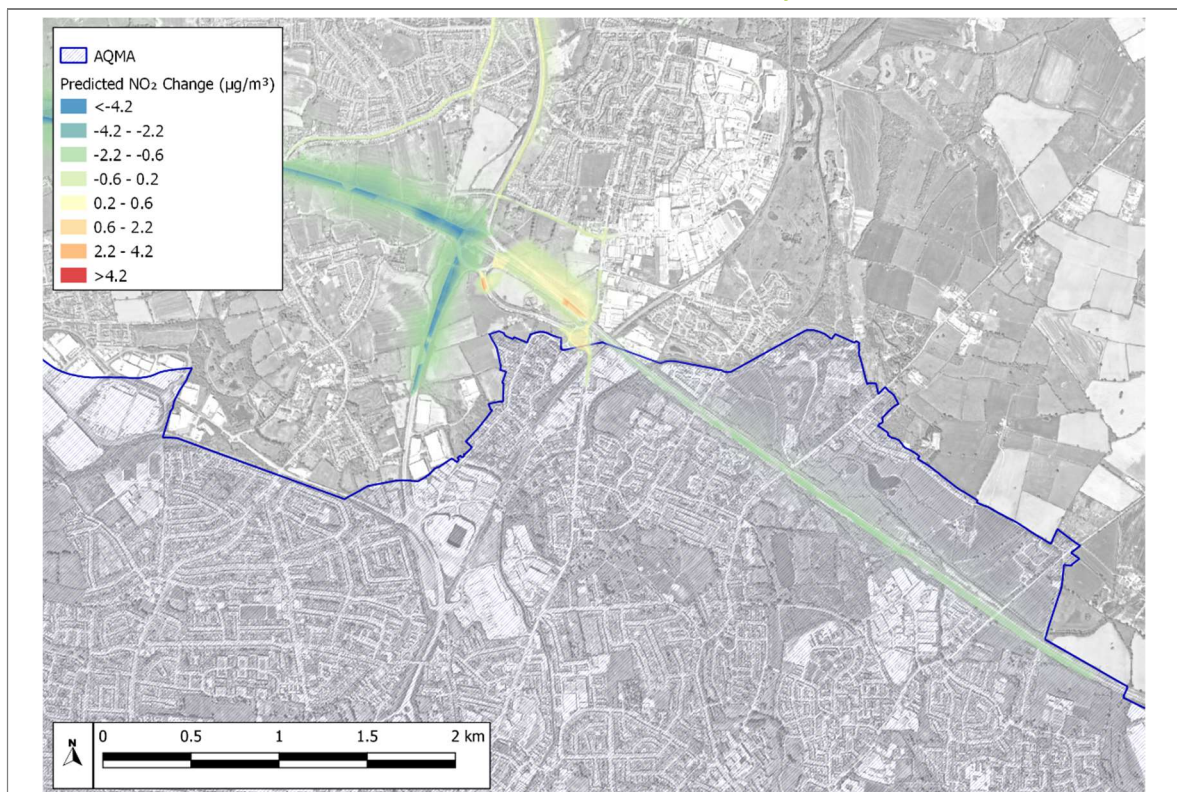 AQMA
Predicted NO₂ Change (µg/m³)
<-4.2
-4.2 - -2.2
-2.2 - -0.6
-0.6 - 0.2
0.2 - 0.6
0.6 - 2.2
2.2 - 4.2
>4.2
N
0 0.5 1 1.5 2 km